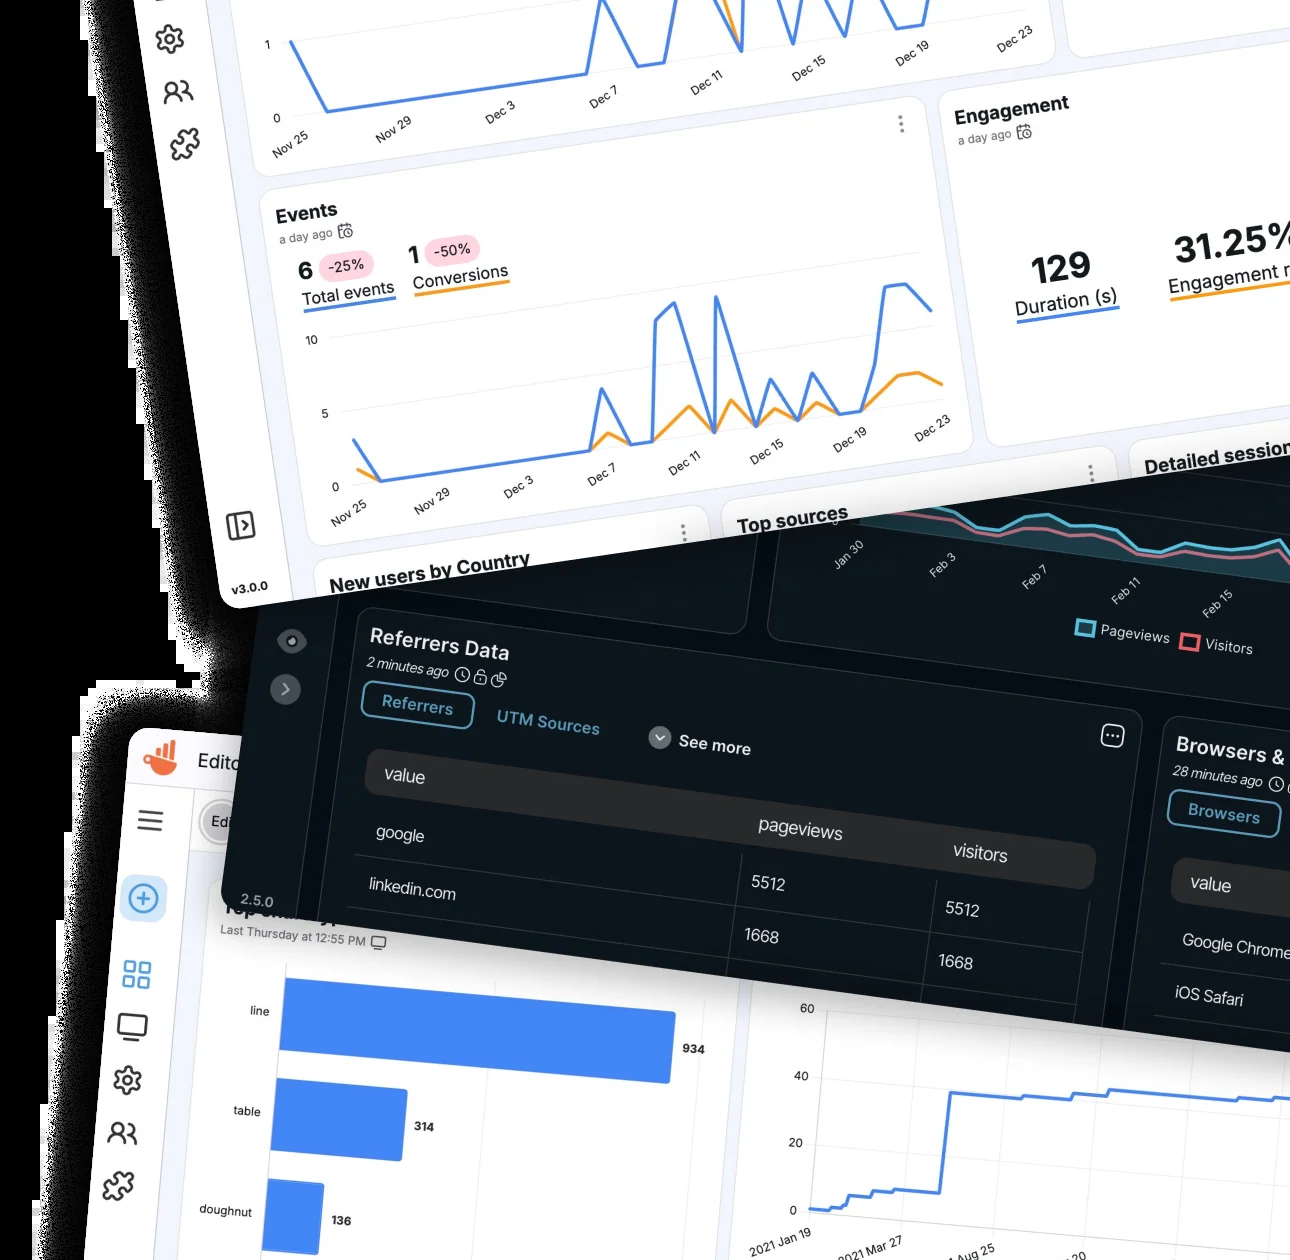 1
0
Nov 25
Nov 29
Dec 3
Dec 7
Dec 11
Dec 15
Dec 19
Dec 23
Events
a day ago
6 -25%
Total events
1 -50%
Conversions
10
5
0
Nov 25
Nov 29
Dec 3
Dec 7
Dec 11
Dec 15
Dec 19
Dec 23
Engagement
a day ago
129
Duration (s)
31.25%
Engagement r
v3.0.0
New users by Country
Top sources
Detailed session
Jan 30
Feb 3
Feb 7
Feb 11
Feb 15
Pageviews
Visitors
Referrers Data
2 minutes ago
Referrers
UTM Sources
See more
value
pageviews
visitors
google
5512
5512
linkedin.com
1668
1668
2.5.0
Browsers &
28 minutes ago
Browsers
value
Google Chrome
iOS Safari
Edito
Edi
Last Thursday at 12:55 PM
line
934
table
314
doughnut
136
60
40
20
0
2021 Jan 19
2021 Mar 27
Aug 25
20